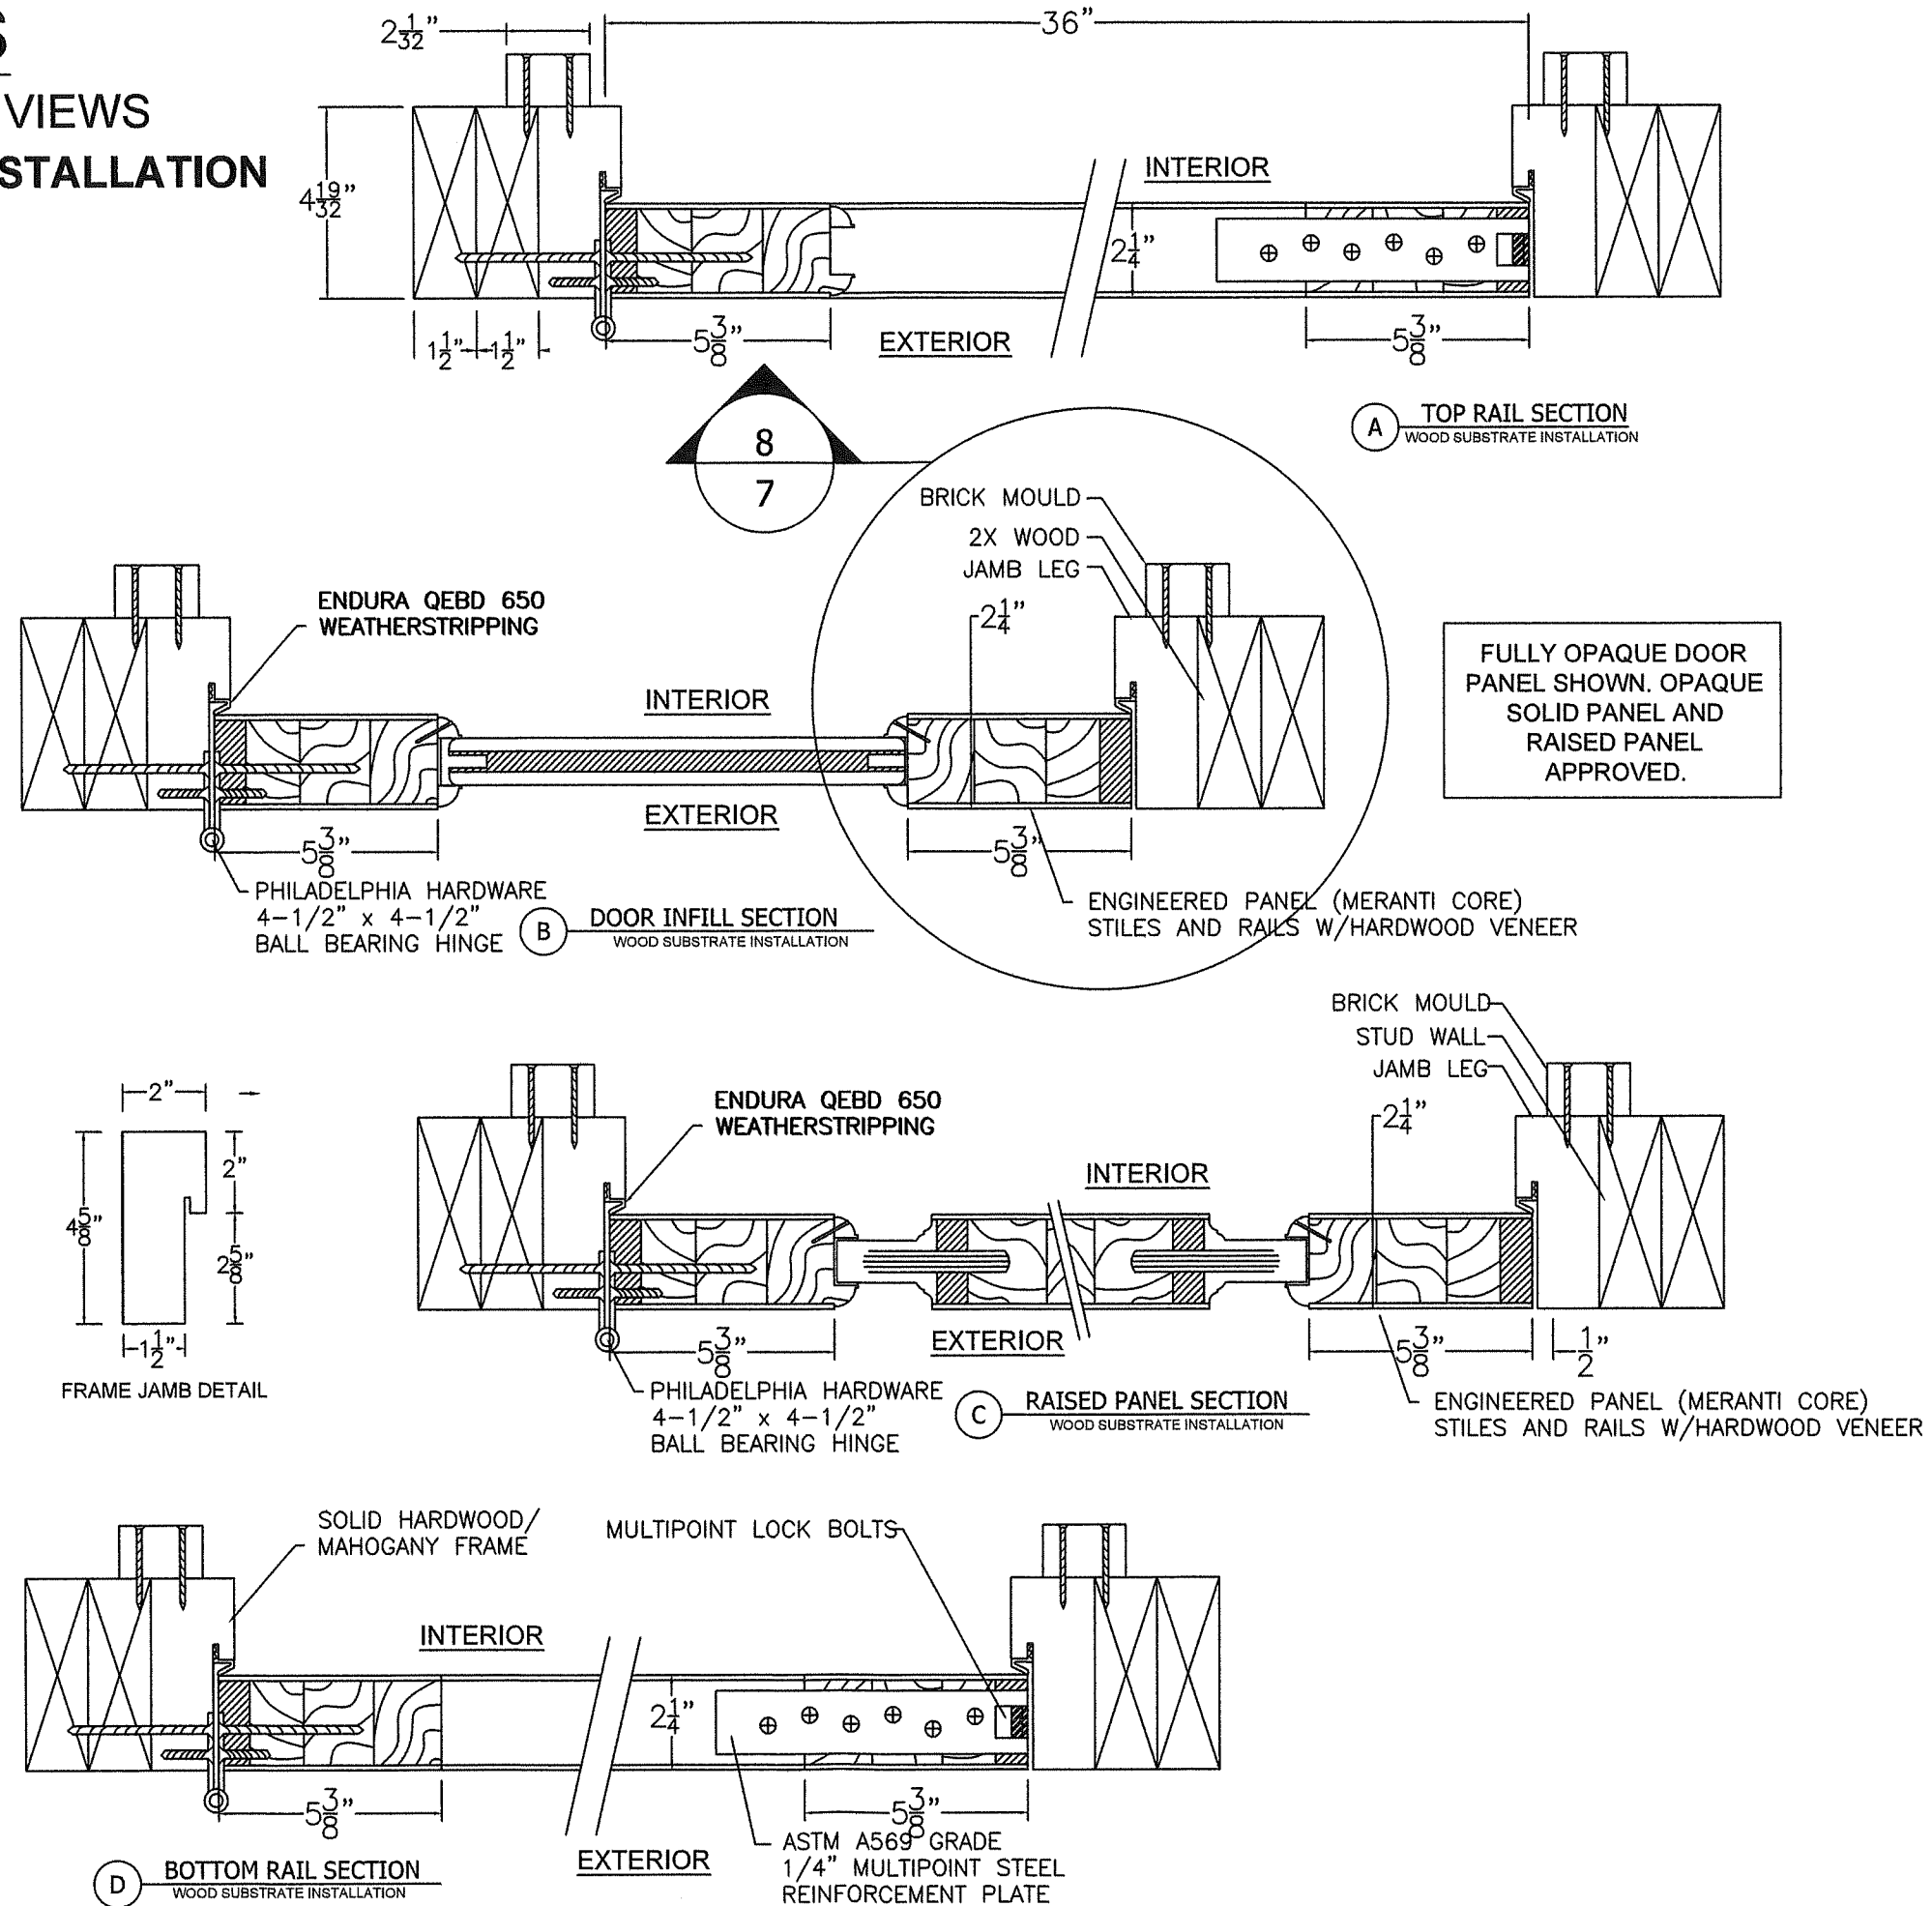 S
VIEWS
STALLATION
2 1/32"
36"
4 19/32"
INTERIOR
2 1/4"
1 1/2"
1 1/2"
5 3/8"
EXTERIOR
5 3/8"
A
TOP RAIL SECTION
WOOD SUBSTRATE INSTALLATION
8
7
BRICK MOULD
2X WOOD
JAMB LEG
ENDURA QEBD 650
WEATHERSTRIPPING
2 1/4"
INTERIOR
EXTERIOR
FULLY OPAQUE DOOR
PANEL SHOWN. OPAQUE
SOLID PANEL AND
RAISED PANEL
APPROVED.
5 3/8"
5 3/8"
PHILADELPHIA HARDWARE
4-1/2" x 4-1/2"
BALL BEARING HINGE
B
DOOR INFILL SECTION
WOOD SUBSTRATE INSTALLATION
ENGINEERED PANEL (MERANTI CORE)
STILES AND RAILS W/HARDWOOD VENEER
BRICK MOULD
STUD WALL
JAMB LEG
2"
2"
4 5/8"
2 5/8"
1 1/2"
FRAME JAMB DETAIL
ENDURA QEBD 650
WEATHERSTRIPPING
2 1/4"
INTERIOR
EXTERIOR
5 3/8"
5 3/8"
1/2"
PHILADELPHIA HARDWARE
4-1/2" x 4-1/2"
BALL BEARING HINGE
C
RAISED PANEL SECTION
WOOD SUBSTRATE INSTALLATION
ENGINEERED PANEL (MERANTI CORE)
STILES AND RAILS W/HARDWOOD VENEER
SOLID HARDWOOD/
MAHOGANY FRAME
MULTIPOINT LOCK BOLTS
INTERIOR
2 1/4"
5 3/8"
5 3/8"
EXTERIOR
ASTM A569 GRADE
1/4" MULTIPOINT STEEL
REINFORCEMENT PLATE
D
BOTTOM RAIL SECTION
WOOD SUBSTRATE INSTALLATION